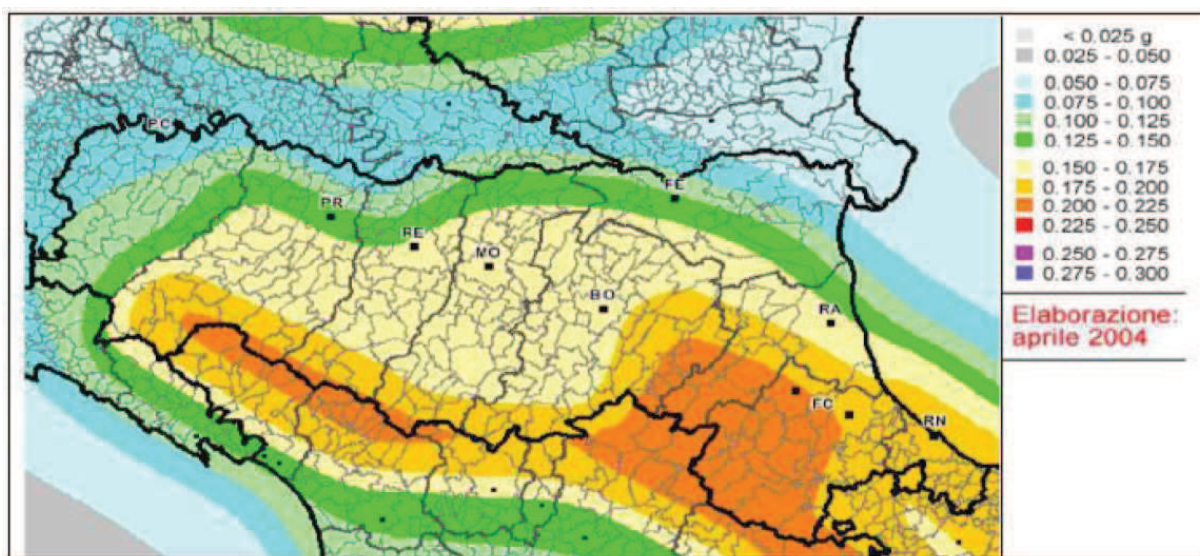 PC
PR
FE
RE
MO
BO
RA
FC
RN
< 0.025 g
0.025 - 0.050
0.050 - 0.075
0.075 - 0.100
0.100 - 0.125
0.125 - 0.150
0.150 - 0.175
0.175 - 0.200
0.200 - 0.225
0.225 - 0.250
0.250 - 0.275
0.275 - 0.300
Elaborazione:
aprile 2004